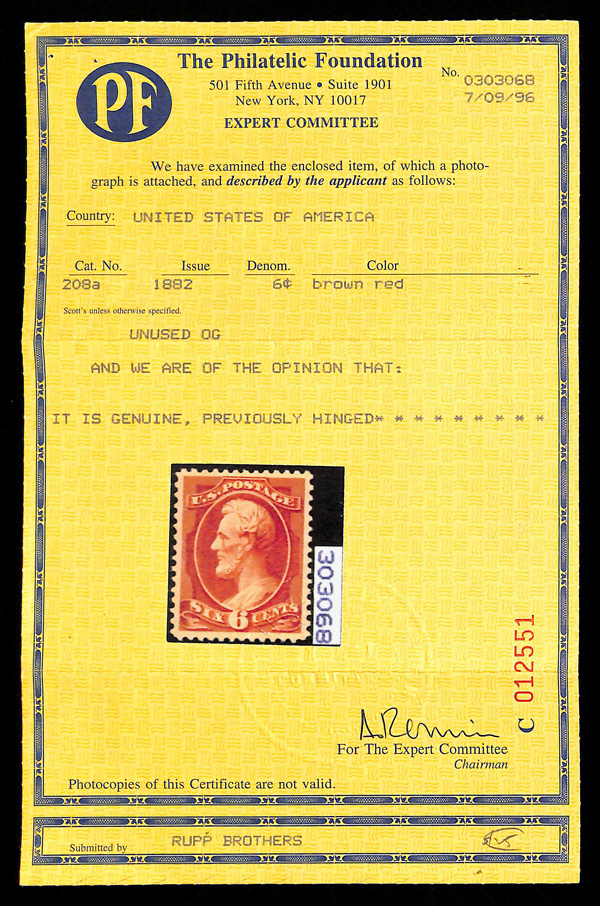 PF
The Philatelic Foundation
501 Fifth Avenue • Suite 1901
New York, NY 10017
EXPERT COMMITTEE
No. 0303068
7/09/96
We have examined the enclosed item, of which a photo-
graph is attached, and described by the applicant as follows:
Country: UNITED STATES OF AMERICA
Cat. No. Issue Denom. Color
208a 1882 6¢ brown red
Scott's unless otherwise specified.
UNUSED OG
AND WE ARE OF THE OPINION THAT:
IT IS GENUINE, PREVIOUSLY HINGED* * * * * * * * *
U.S. POSTAGE
SIX 6 CENTS
303068
C 012551
For The Expert Committee
Chairman
Photocopies of this Certificate are not valid.
Submitted by RUPP BROTHERS